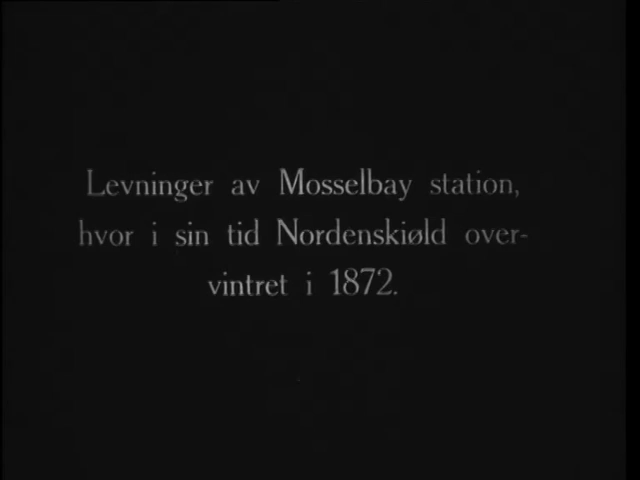 Levninger av Mosselbay station,
hvor i sin tid Nordenskiøld over-
vintret i 1872.